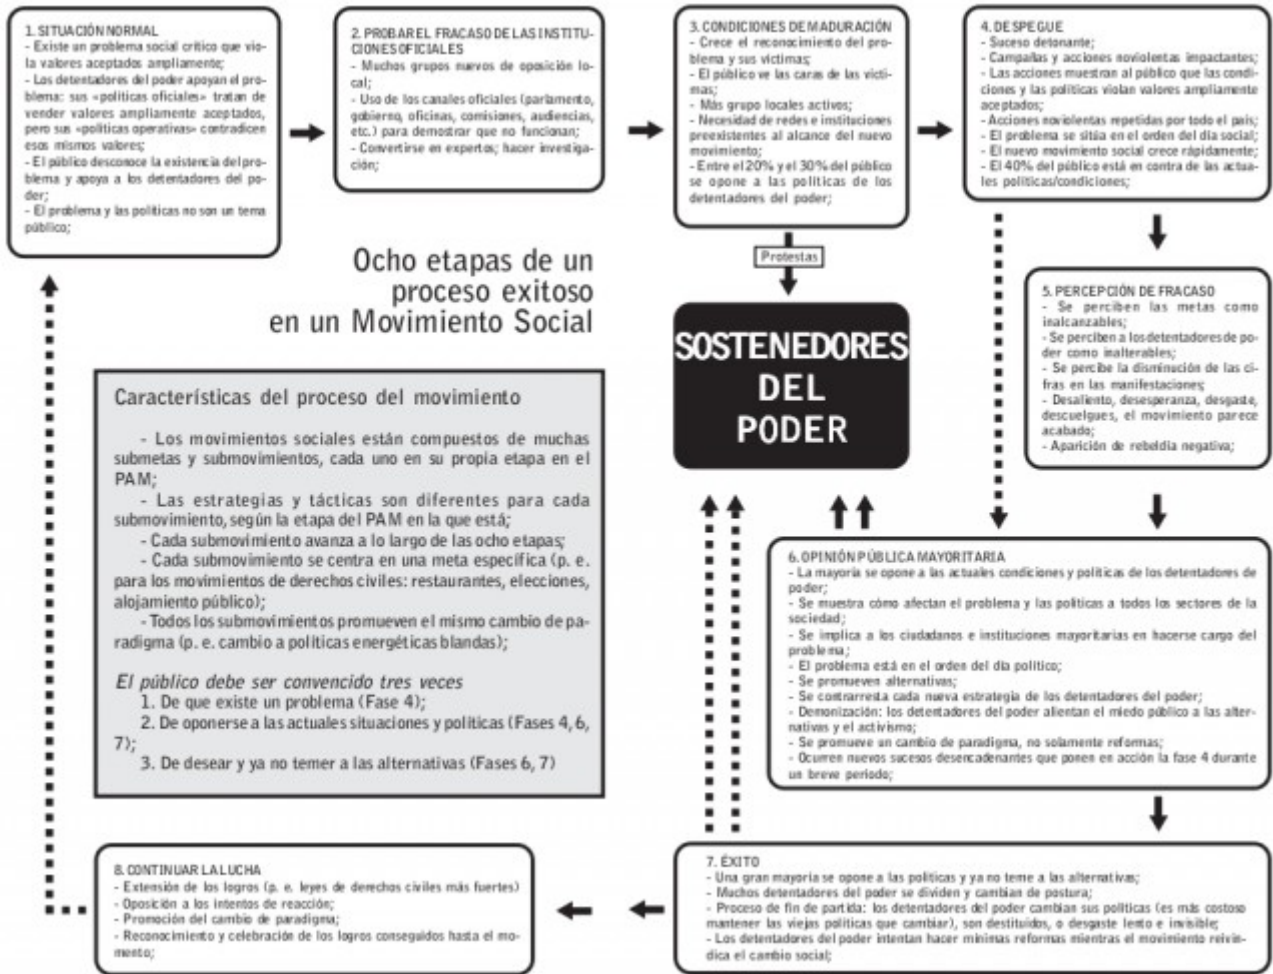 1. SITUACIÓN NORMAL
- Existe un problema social crítico que vio-
la valores aceptados ampliamente;
- Los detentadores del poder apoyan el pro-
blema: sus «políticas oficiales» tratan de
vender valores ampliamente aceptados,
pero sus «políticas operativas» contradicen
esos mismos valores;
- El público desconoce la existencia del pro-
blema y apoya a los detentadores del po-
der;
- El problema y las políticas no son un tema
público;
2. PROBAR EL FRACASO DE LAS INSTITU-
CIONES OFICIALES
- Muchos grupos nuevos de oposición lo-
cal;
- Uso de los canales oficiales (parlamento,
gobierno, oficinas, comisiones, audiencias,
etc.) para demostrar que no funcionan;
- Convertirse en expertos; hacer investiga-
ción;
3. CONDICIONES DE MADURACIÓN
- Crece el reconocimiento del pro-
blema y sus víctimas;
- El público ve las caras de las vícti-
mas;
- Más grupo locales activos;
- Necesidad de redes e instituciones
preexistentes al alcance del nuevo
movimiento;
- Entre el 20% y el 30% del público
se opone a las políticas de los
detentadores del poder;
4. DESPEGUE
- Suceso detonante;
- Campañas y acciones noviolentas impactantes;
- Las acciones muestran al público que las condi-
ciones y las políticas violan valores ampliamente
aceptados;
- Acciones noviolentas repetidas por todo el país;
- El problema se sitúa en el orden del día social;
- El nuevo movimiento social crece rápidamente;
- El 40% del público está en contra de las actua-
les políticas/condiciones;
Protestas
SOSTENEDORES
DEL
PODER
5. PERCEPCIÓN DE FRACASO
- Se perciben las metas como
inalcanzables;
- Se perciben a los detentadores de po-
der como inalterables;
- Se percibe la disminución de las ci-
fras en las manifestaciones;
- Desaliento, desesperanza, desgaste,
descuelgues, el movimiento parece
acabado;
- Aparición de rebeldía negativa;
Ocho etapas de un
proceso exitoso
en un Movimiento Social
Características del proceso del movimiento
- Los movimientos sociales están compuestos de muchas
submetas y submovimientos, cada uno en su propia etapa en el
PAM;
- Las estrategias y tácticas son diferentes para cada
submovimiento, según la etapa del PAM en la que está;
- Cada submovimiento avanza a lo largo de las ocho etapas;
- Cada submovimiento se centra en una meta específica (p. e.
para los movimientos de derechos civiles: restaurantes, elecciones,
alojamiento público);
- Todos los submovimientos promueven el mismo cambio de pa-
radigma (p. e. cambio a políticas energéticas blandas);
El público debe ser convencido tres veces
1. De que existe un problema (Fase 4);
2. De oponerse a las actuales situaciones y políticas (Fases 4, 6,
7);
3. De desear y ya no temer a las alternativas (Fases 6, 7)
6. OPINIÓN PÚBLICA MAYORITARIA
- La mayoría se opone a las actuales condiciones y políticas de los detentadores de
poder;
- Se muestra cómo afectan el problema y las políticas a todos los sectores de la
sociedad;
- Se implica a los ciudadanos e instituciones mayoritarias en hacerse cargo del
problema;
- El problema está en el orden del día político;
- Se promueven alternativas;
- Se contrarresta cada nueva estrategia de los detentadores del poder;
- Demonización: los detentadores del poder alientan el miedo público a las alter-
nativas y el activismo;
- Se promueve un cambio de paradigma, no solamente reformas;
- Ocurren nuevos sucesos desencadenantes que ponen en acción la fase 4 durante
un breve periodo;
7. ÉXITO
- Una gran mayoría se opone a las políticas y ya no teme a las alternativas;
- Muchos detentadores del poder se dividen y cambian de postura;
- Proceso de fin de partida: los detentadores del poder cambian sus políticas (es más costoso
mantener las viejas políticas que cambiar), son destituídos, o desgaste lento e invisible;
- Los detentadores del poder intentan hacer mínimas reformas mientras el movimiento reivin-
dica el cambio social;
8. CONTINUAR LA LUCHA
- Extensión de los logros (p. e. leyes de derechos civiles más fuertes)
- Oposición a los intentos de reacción;
- Promoción del cambio de paradigma;
- Reconocimiento y celebración de los logros conseguidos hasta el mo-
mento;